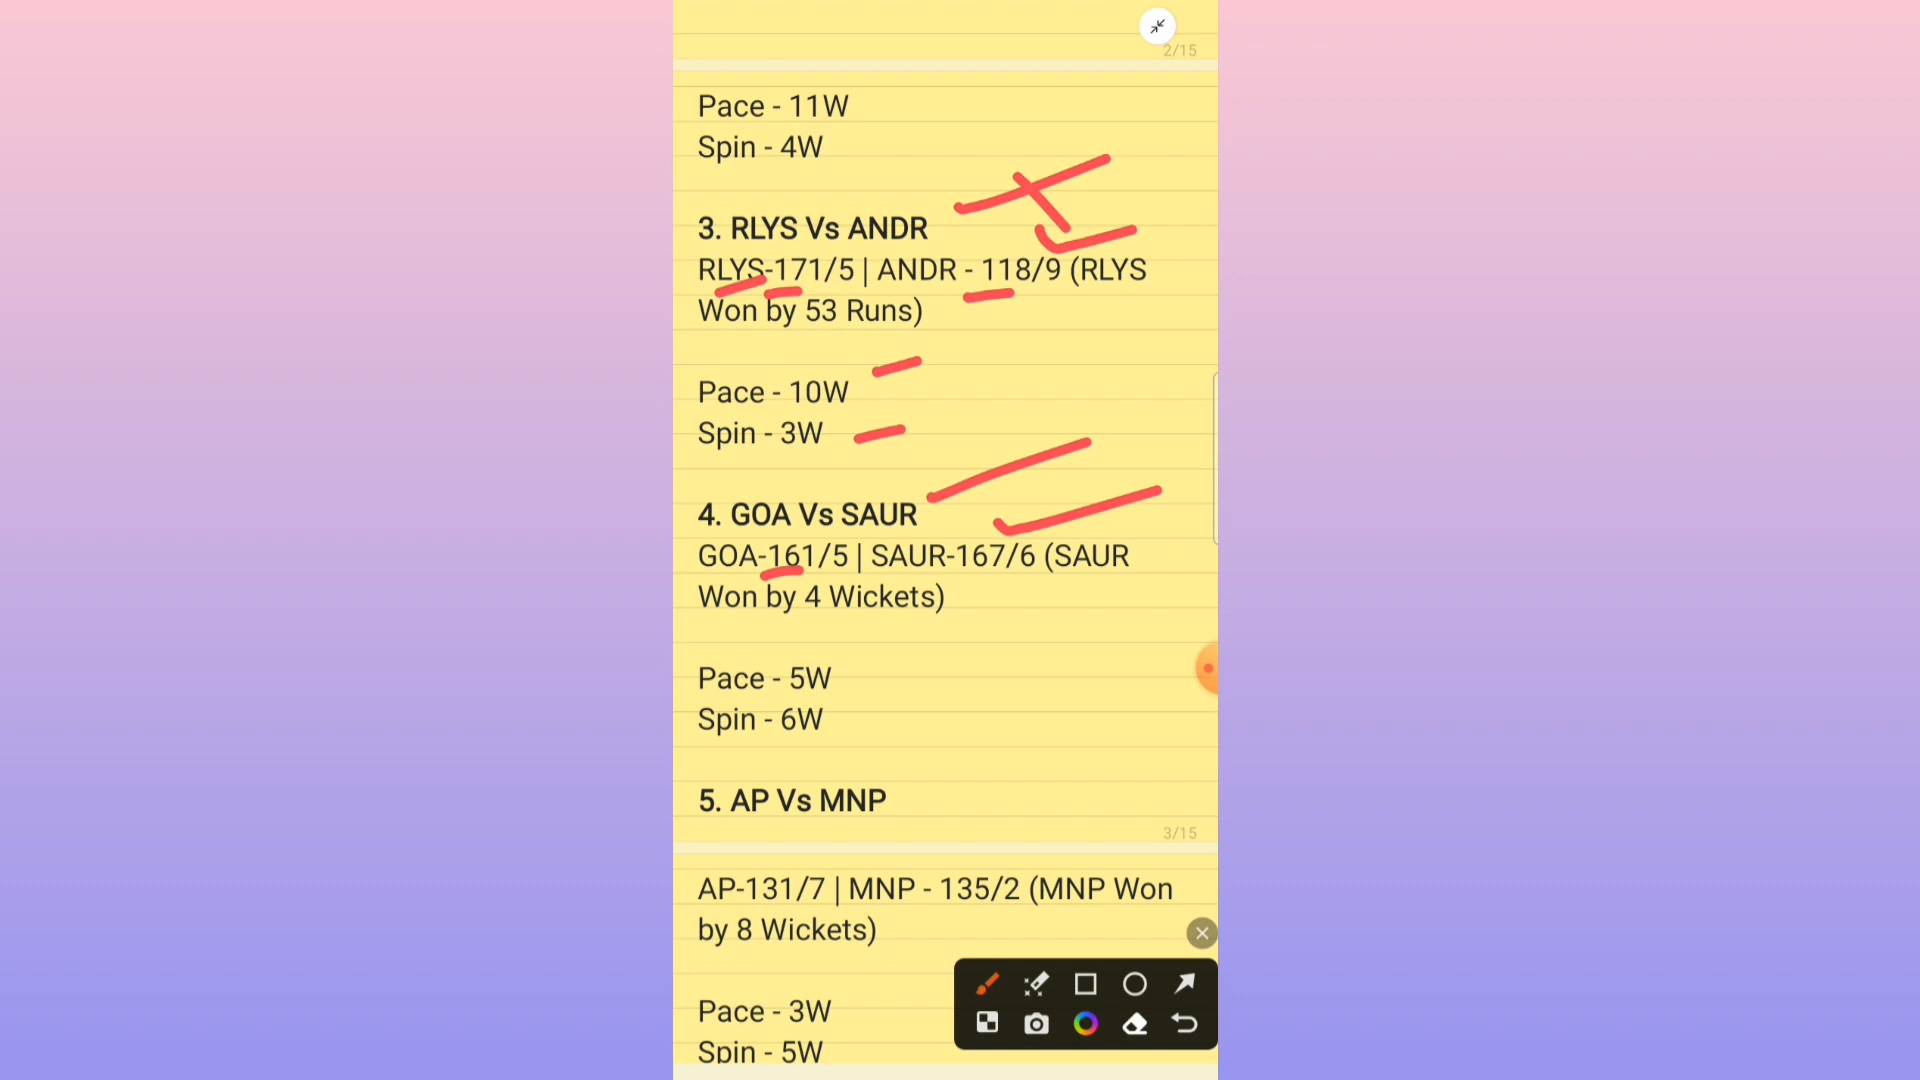 2/15
Pace - 11W
Spin - 4W
3. RLYS Vs ANDR
RLYS-171/5 | ANDR - 118/9 (RLYS
Won by 53 Runs)
Pace - 10W
Spin - 3W
4. GOA Vs SAUR
GOA-161/5 | SAUR-167/6 (SAUR
Won by 4 Wickets)
Pace - 5W
Spin - 6W
5. AP Vs MNP
3/15
AP-131/7 | MNP - 135/2 (MNP Won
by 8 Wickets)
Pace - 3W
Spin - 5W